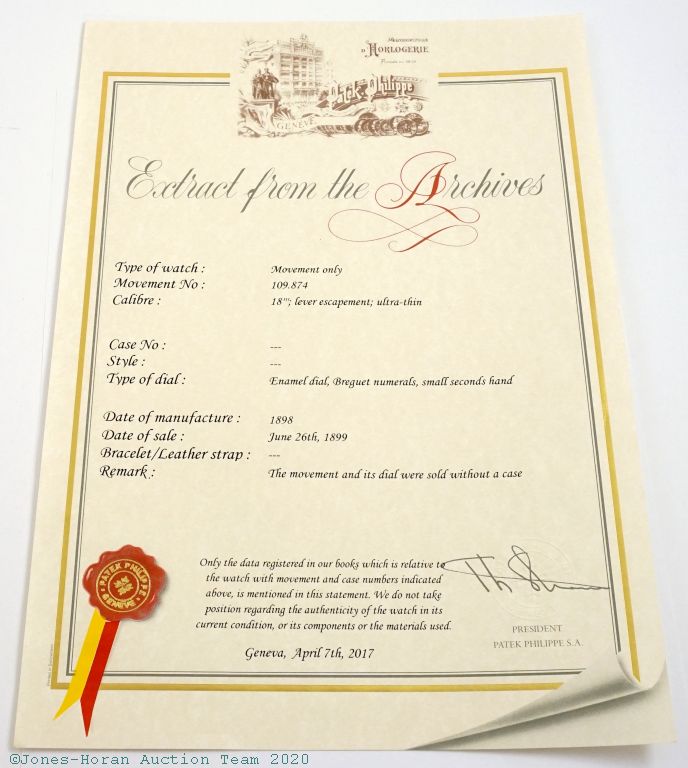 D'HORLOGERIE
Patek Philippe
GENÈVE
Extract from the Archives
Type of watch : Movement only
Movement No : 109.874
Calibre : 18'''; lever escapement; ultra-thin
Case No : ---
Style : ---
Type of dial : Enamel dial, Breguet numerals, small seconds hand
Date of manufacture : 1898
Date of sale : June 26th, 1899
Bracelet/Leather strap : ---
Remark : The movement and its dial were sold without a case
Only the data registered in our books which is relative to
the watch with movement and case numbers indicated
above, is mentioned in this statement. We do not take
position regarding the authenticity of the watch in its
current condition, or its components or the materials used.
Geneva, April 7th, 2017
PATEK PHILIPPE
GENÈVE
PRESIDENT
PATEK PHILIPPE S.A.
©Jones-Horan Auction Team 2020